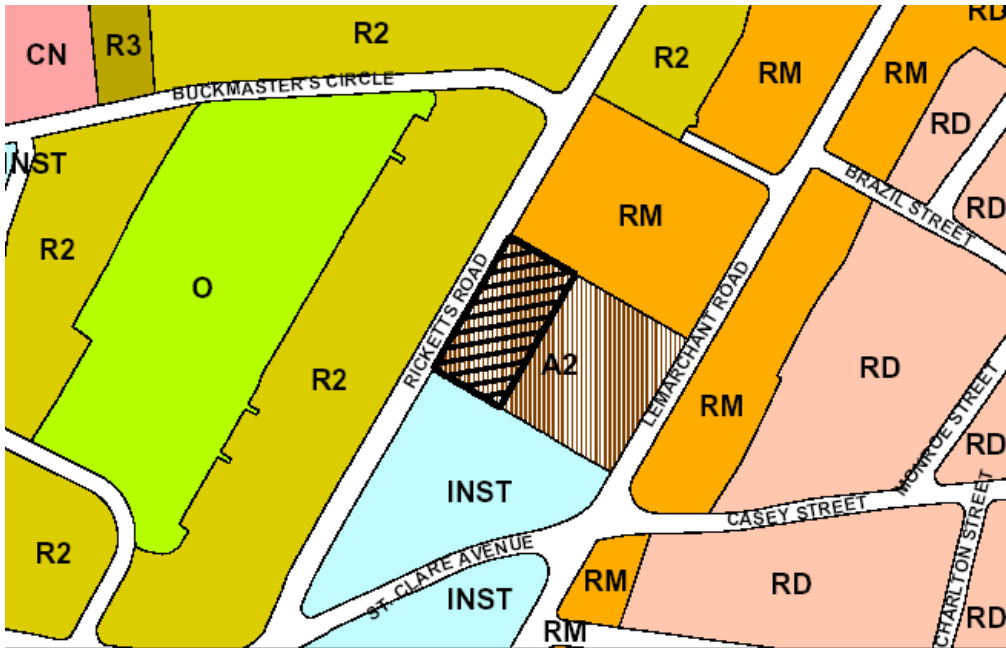 RD
R2
R3
CN
R2
RM
RM
BUCKMASTER'S CIRCLE
RD
INST
BRAZIL STREET
RD
RM
R2
O
RICKETTS ROAD
LEMARCHANT ROAD
A2
RD
R2
RM
MONROE STREET
RD
INST
CASEY STREET
ST. CLARE AVENUE
R2
CHARLTON STREET
RM
RD
INST
RD
RM